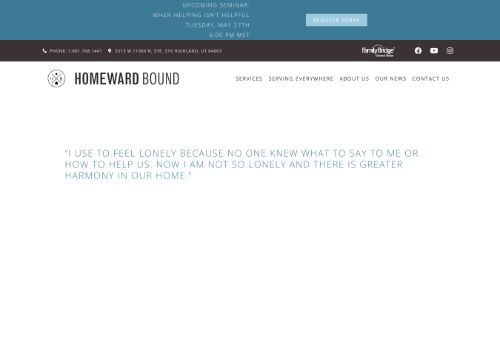 UPCOMING SEMINAR:
WHEN HELPING ISN'T HELPFUL
TUESDAY, MAY 27TH
6:00 PM MST
REGISTER TODAY
PHONE: 1.801.768.1441
5513 W 11000 N, STE. 316 HIGHLAND, UT 84003
FamilyBridge
HOMEWARD BOUND
SERVICES
SERVING EVERYWHERE
ABOUT US
OUR NEWS
CONTACT US
"I USE TO FEEL LONELY BECAUSE NO ONE KNEW WHAT TO SAY TO ME OR
HOW TO HELP US. NOW I AM NOT SO LONELY AND THERE IS GREATER
HARMONY IN OUR HOME."